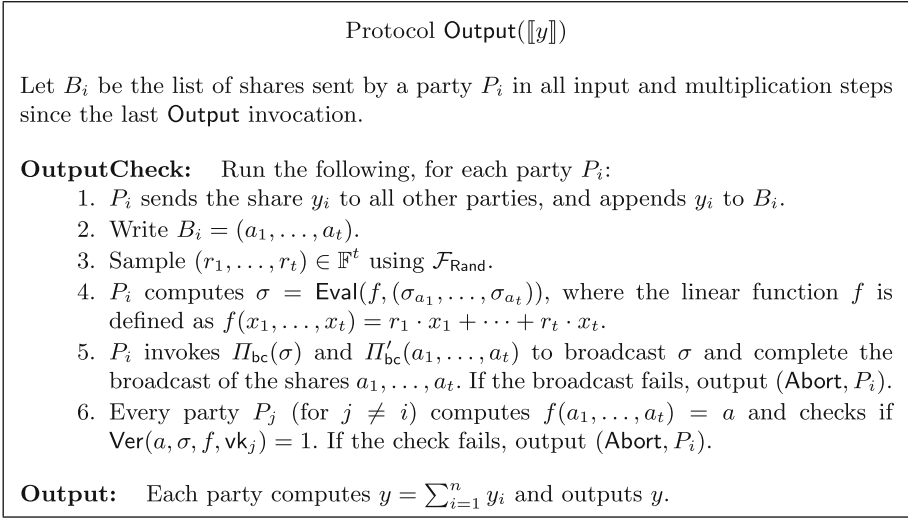 Protocol Output(⟦y⟧)
Let B_i be the list of shares sent by a party P_i in all input and multiplication steps
since the last Output invocation.
OutputCheck: Run the following, for each party P_i:
1. P_i sends the share y_i to all other parties, and appends y_i to B_i.
2. Write B_i = (a_1, . . . , a_t).
3. Sample (r_1, . . . , r_t) ∈ 𝔽^t using ℱ_Rand.
4. P_i computes σ = Eval(f, (σ_{a_1}, . . . , σ_{a_t})), where the linear function f is
defined as f(x_1, . . . , x_t) = r_1 · x_1 + · · · + r_t · x_t.
5. P_i invokes Π_bc(σ) and Π′_bc(a_1, . . . , a_t) to broadcast σ and complete the
broadcast of the shares a_1, . . . , a_t. If the broadcast fails, output (Abort, P_i).
6. Every party P_j (for j ≠ i) computes f(a_1, . . . , a_t) = a and checks if
Ver(a, σ, f, vk_j) = 1. If the check fails, output (Abort, P_i).
Output: Each party computes y = ∑_{i=1}^{n} y_i and outputs y.